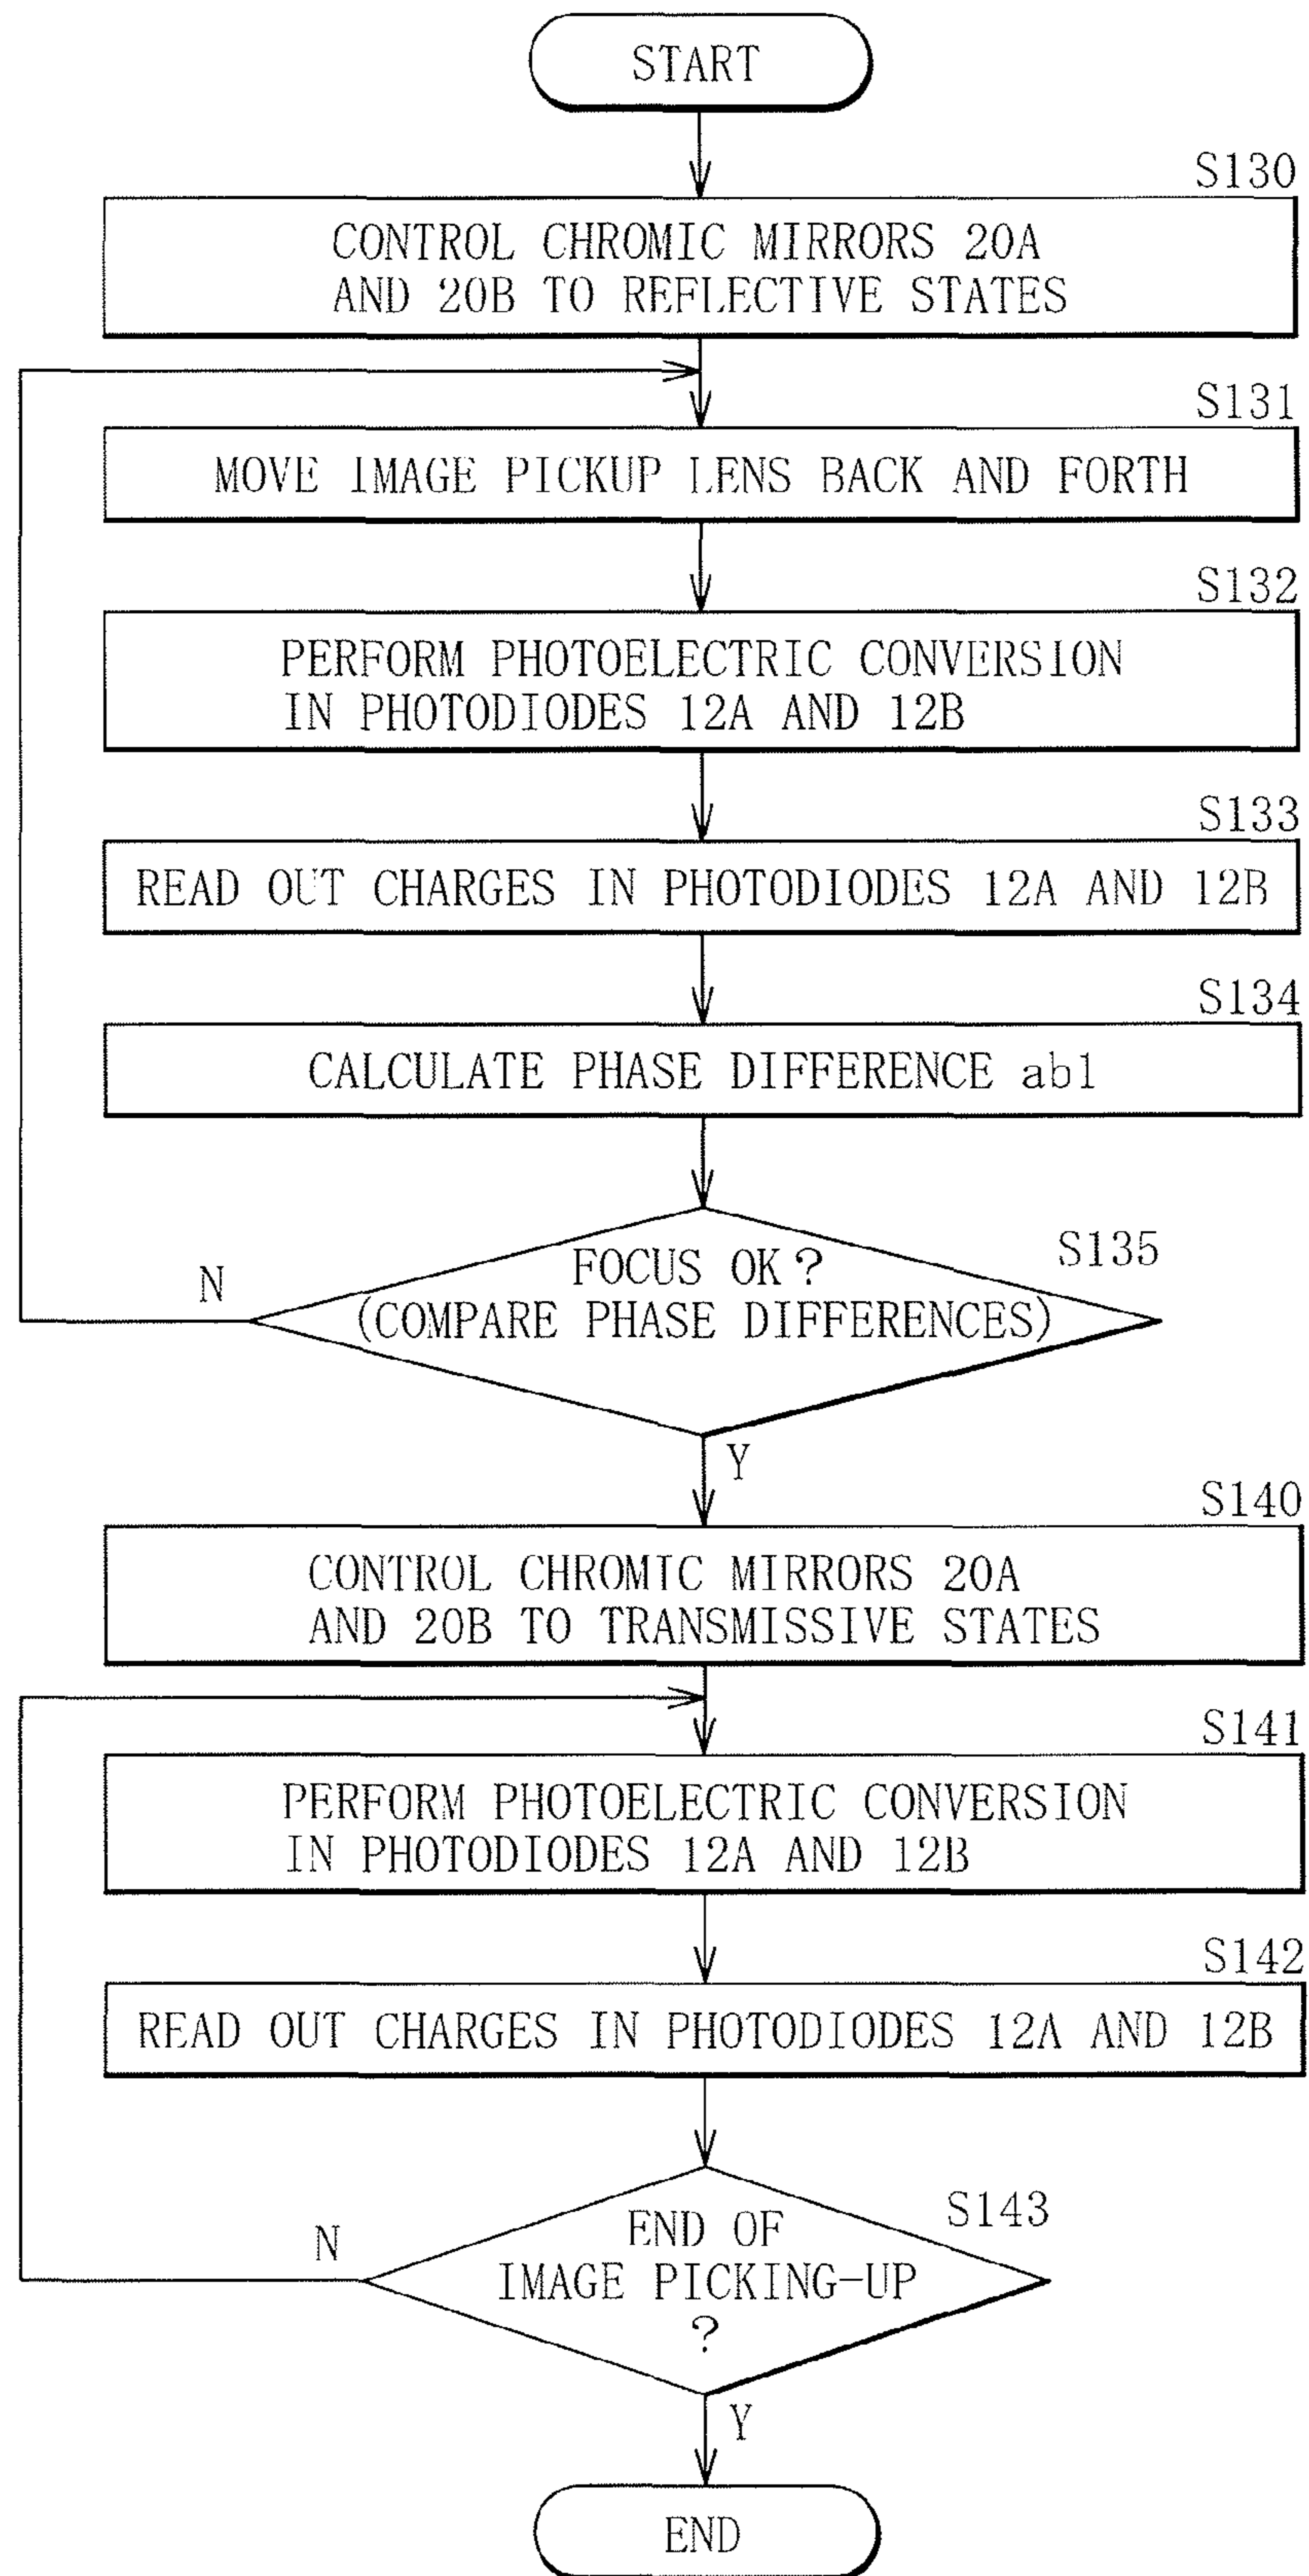 START
S130
CONTROL CHROMIC MIRRORS 20A
AND 20B TO REFLECTIVE STATES
S131
MOVE IMAGE PICKUP LENS BACK AND FORTH
S132
PERFORM PHOTOELECTRIC CONVERSION
IN PHOTODIODES 12A AND 12B
S133
READ OUT CHARGES IN PHOTODIODES 12A AND 12B
S134
CALCULATE PHASE DIFFERENCE ab1
S135
FOCUS OK?
(COMPARE PHASE DIFFERENCES)
N
Y
S140
CONTROL CHROMIC MIRRORS 20A
AND 20B TO TRANSMISSIVE STATES
S141
PERFORM PHOTOELECTRIC CONVERSION
IN PHOTODIODES 12A AND 12B
S142
READ OUT CHARGES IN PHOTODIODES 12A AND 12B
S143
END OF
IMAGE PICKING-UP
?
N
Y
END